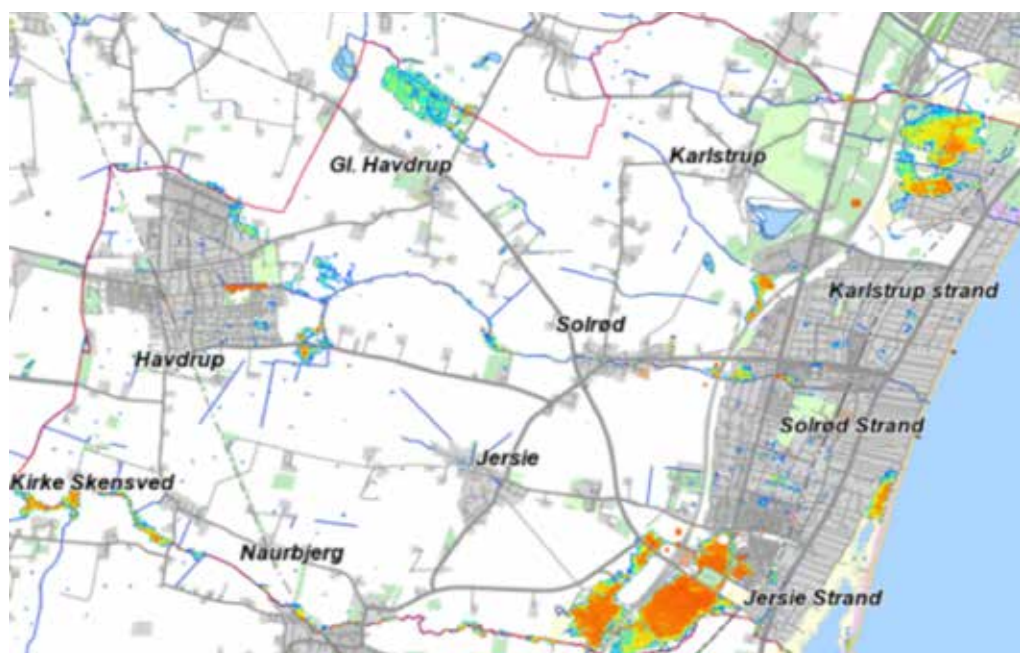 Gl. Havdrup
Karlstrup
Karlstrup strand
Solrød
Havdrup
Solrød Strand
Jersie
Kirke Skensved
Naurbjerg
Jersie Strand